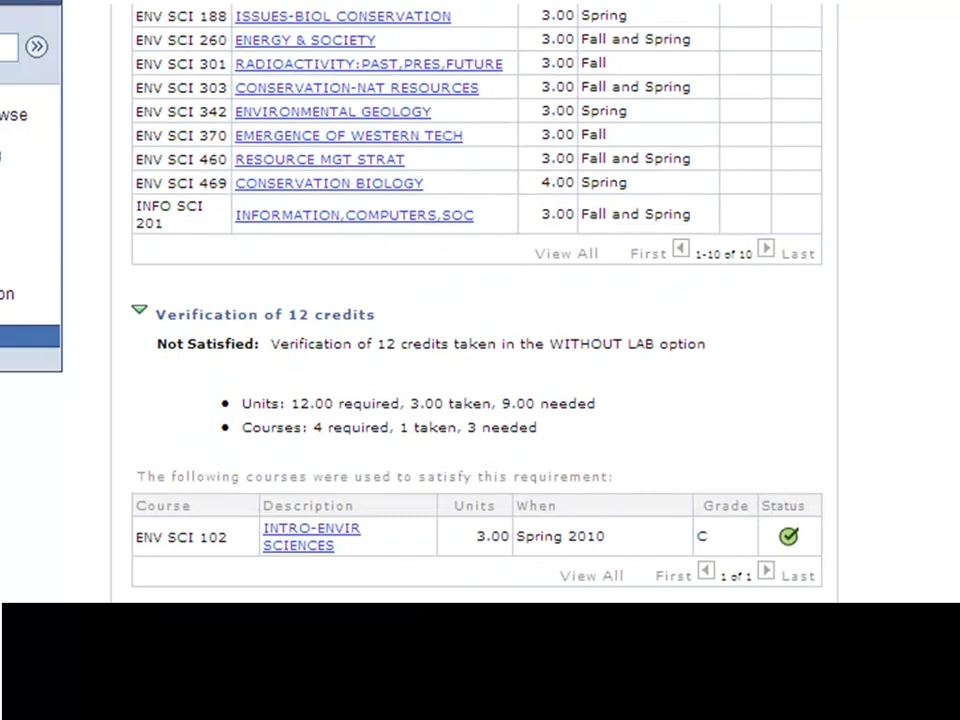 ENV SCI 188 ISSUES-BIOL CONSERVATION 3.00 Spring
ENV SCI 260 ENERGY & SOCIETY 3.00 Fall and Spring
ENV SCI 301 RADIOACTIVITY:PAST,PRES,FUTURE 3.00 Fall
ENV SCI 303 CONSERVATION-NAT RESOURCES 3.00 Fall and Spring
wse
ENV SCI 342 ENVIRONMENTAL GEOLOGY 3.00 Spring
ENV SCI 370 EMERGENCE OF WESTERN TECH 3.00 Fall
ENV SCI 460 RESOURCE MGT STRAT 3.00 Fall and Spring
ENV SCI 469 CONSERVATION BIOLOGY 4.00 Spring
INFO SCI
201 INFORMATION,COMPUTERS,SOC 3.00 Fall and Spring
View All First 1-10 of 10 Last
on
Verification of 12 credits
Not Satisfied: Verification of 12 credits taken in the WITHOUT LAB option
• Units: 12.00 required, 3.00 taken, 9.00 needed
• Courses: 4 required, 1 taken, 3 needed
The following courses were used to satisfy this requirement:
Course Description Units When Grade Status
ENV SCI 102 INTRO-ENVIR
SCIENCES 3.00 Spring 2010 C
View All First 1 of 1 Last